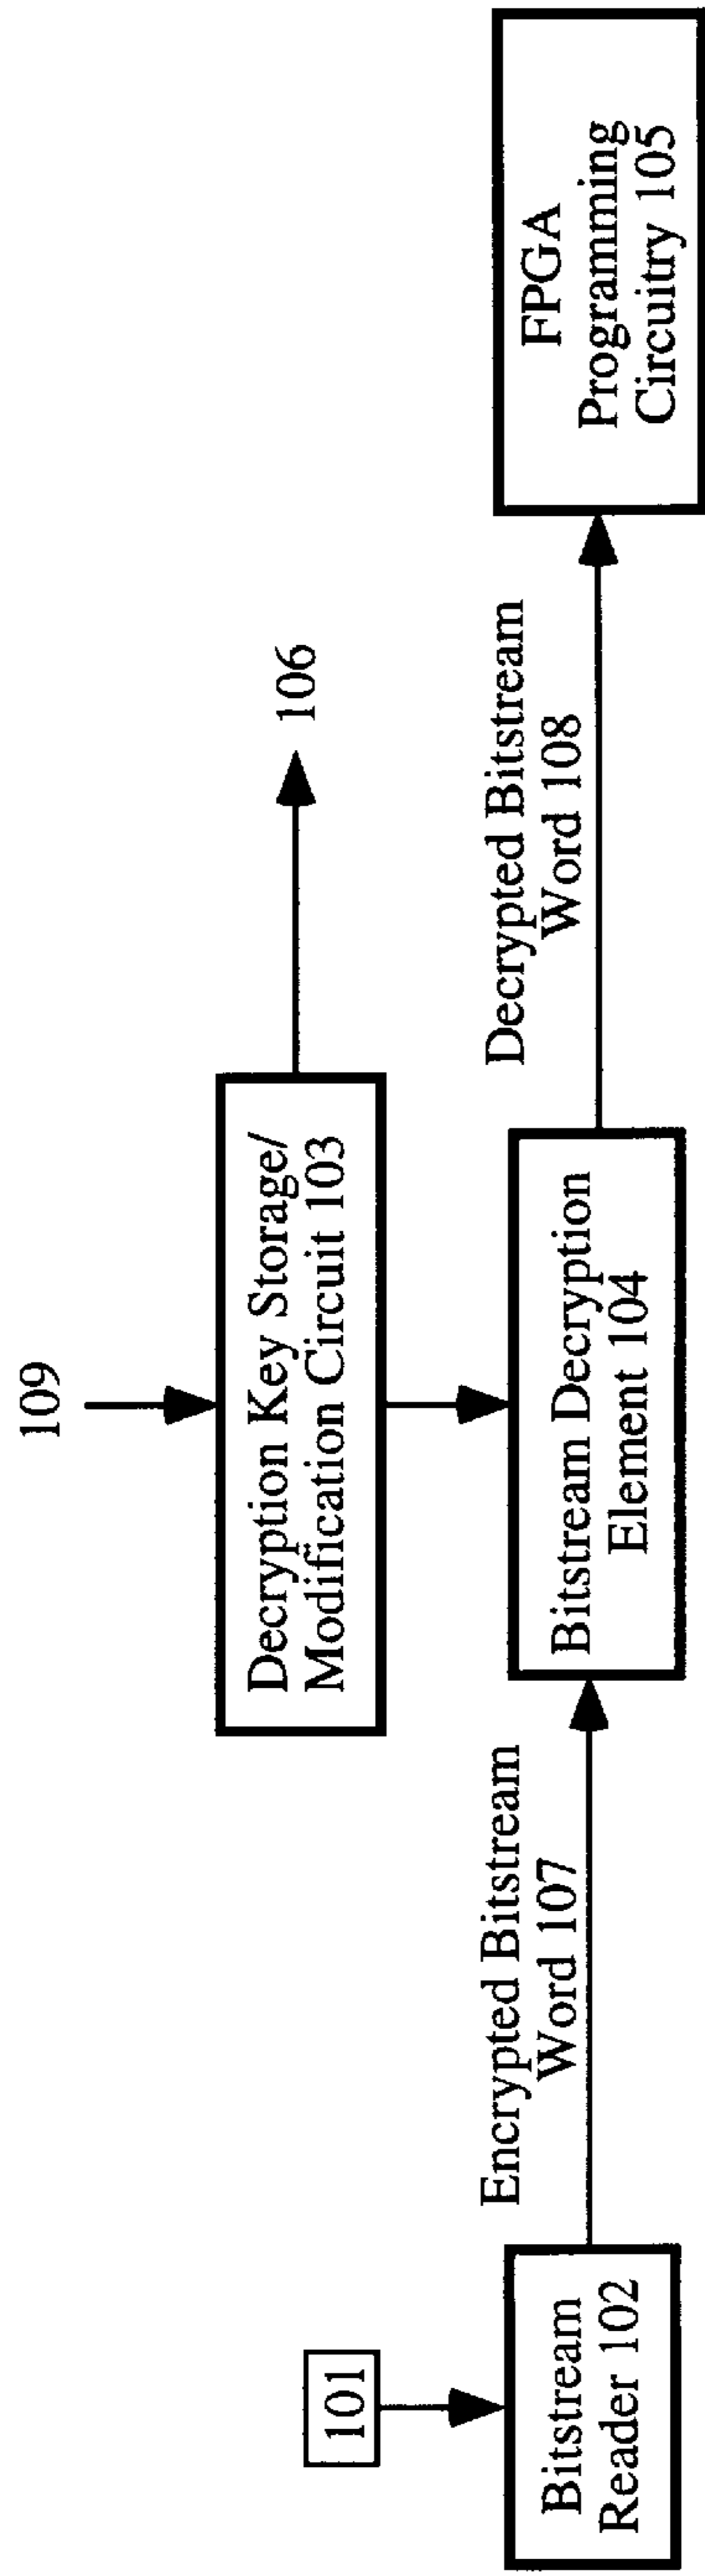 109
Decryption Key Storage/
Modification Circuit 103
106
101
Bitstream
Reader 102
Encrypted Bitstream
Word 107
Bitstream Decryption
Element 104
Decrypted Bitstream
Word 108
FPGA
Programming
Circuitry 105